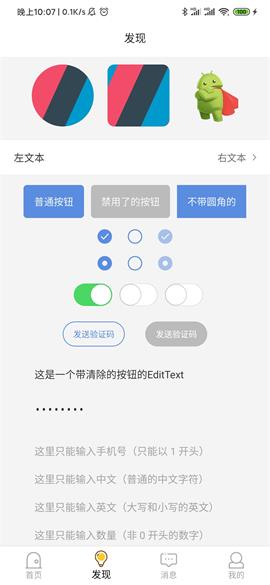 晚上10:07 | 0.1K/s
100
发现
左文本
右文本 >
普通按钮
禁用了的按钮
不带圆角的
发送验证码
发送验证码
这是一个带清除的按钮的EditText
••••••••
这里只能输入手机号（只能以 1 开头）
这里只能输入中文（普通的中文字符）
这里只能输入英文（大写和小写的英文）
这里只能输入数量（非 0 开头的数字）
首页
发现
消息
我的